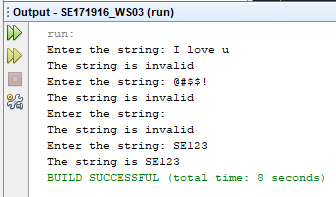 Output - SE171916_WS03 (run)
run:
Enter the string: I love u
The string is invalid
Enter the string: @#$$!
The string is invalid
Enter the string:
The string is invalid
Enter the string: SE123
The string is SE123
BUILD SUCCESSFUL (total time: 8 seconds)